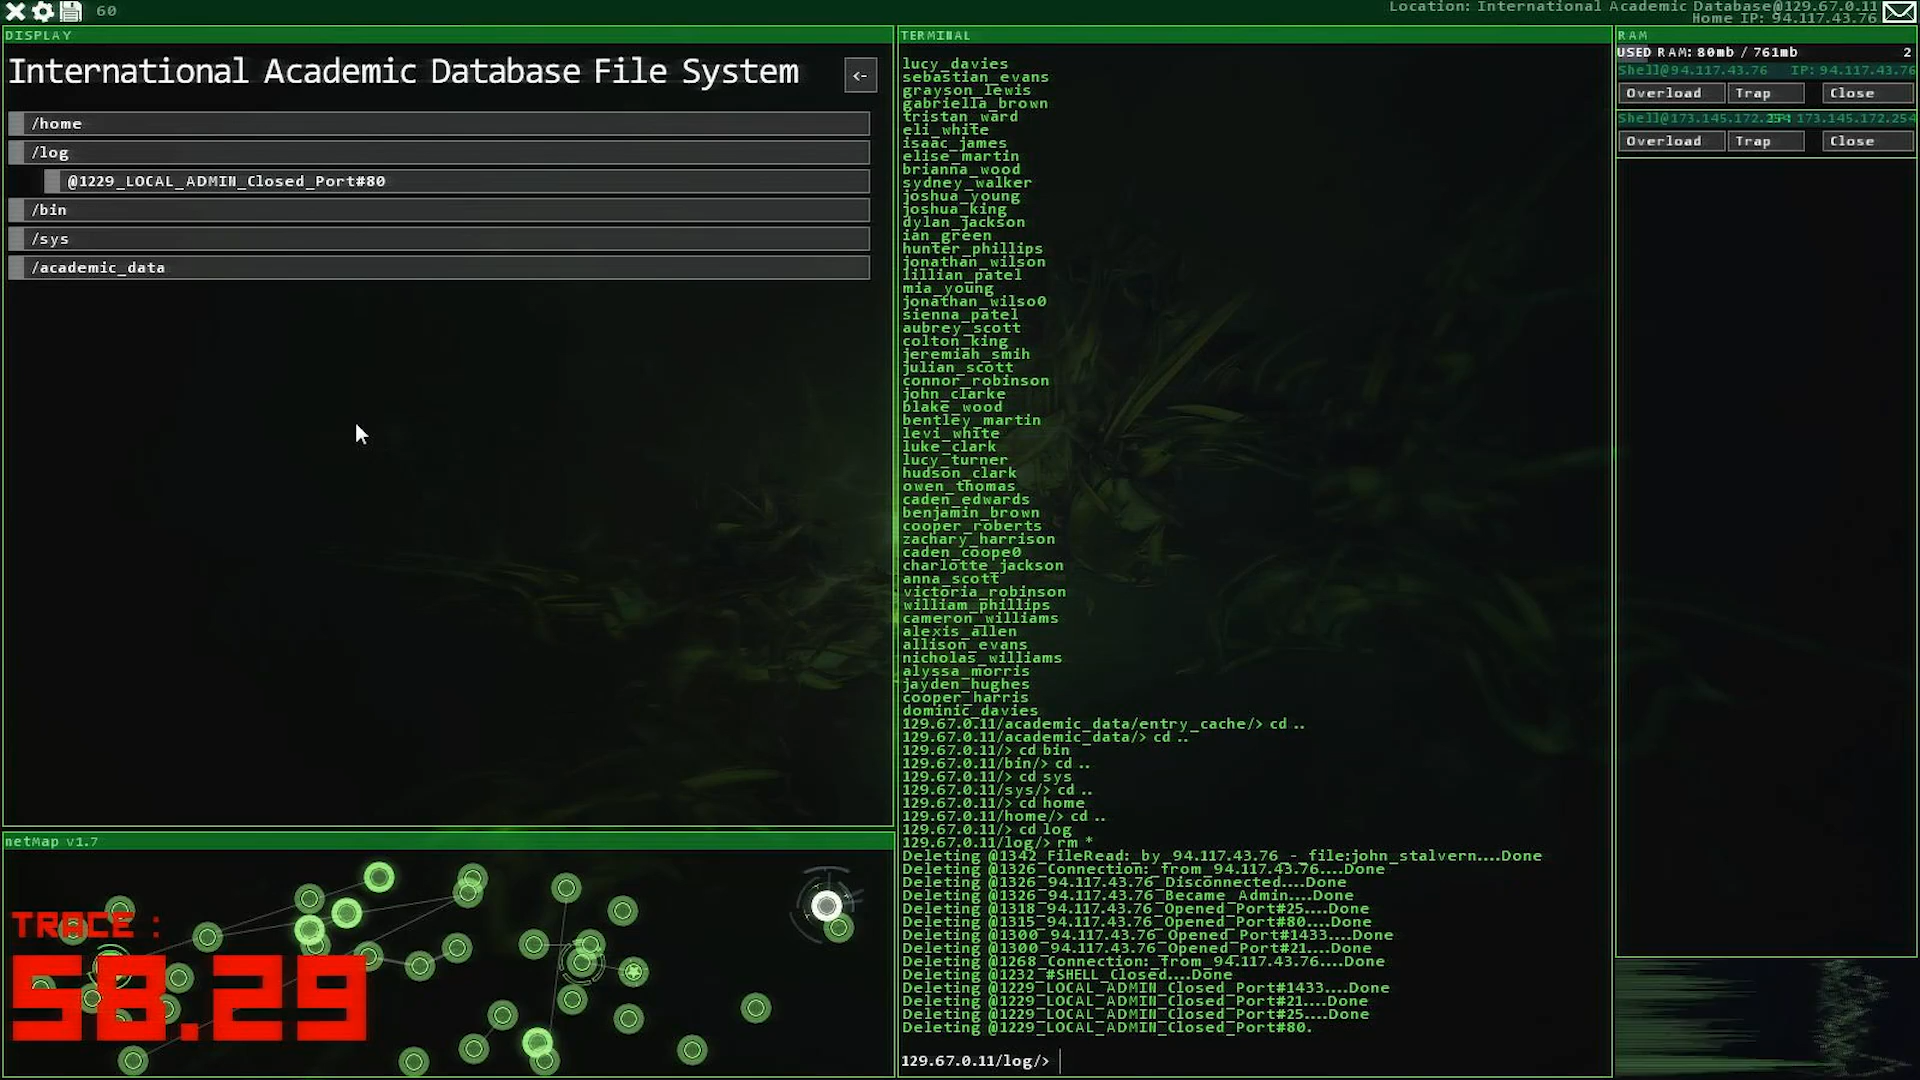 60
Location: International Academic Database@129.67.0.11
Home IP: 94.117.43.76
DISPLAY
International Academic Database File System
<-
/home
/log
@1229_LOCAL_ADMIN_Closed_Port#80
/bin
/sys
/academic_data
netMap v1.7
TRACE :
58.29
TERMINAL
lucy_davies
sebastian_evans
grayson_lewis
gabriella_brown
tristan_ward
eli_white
isaac_james
elise_martin
brianna_wood
sydney_walker
joshua_young
joshua_king
dylan_jackson
ian_green
hunter_phillips
jonathan_wilson
lillian_patel
mia_young
jonathan_wilso0
sienna_patel
aubrey_scott
colton_king
jeremiah_smih
julian_scott
connor_robinson
john_clarke
blake_wood
bentley_martin
levi_white
luke_clark
lucy_turner
hudson_clark
owen_thomas
caden_edwards
benjamin_brown
cooper_roberts
zachary_harrison
caden_coope0
charlotte_jackson
anna_scott
victoria_robinson
william_phillips
cameron_williams
alexis_allen
allison_evans
nicholas_williams
alyssa_morris
jayden_hughes
cooper_harris
dominic_davies
129.67.0.11/academic_data/entry_cache/> cd ..
129.67.0.11/academic_data/> cd ..
129.67.0.11/> cd bin
129.67.0.11/bin/> cd ..
129.67.0.11/> cd sys
129.67.0.11/sys/> cd ..
129.67.0.11/> cd home
129.67.0.11/home/> cd ..
129.67.0.11/> cd log
129.67.0.11/log/> rm *
Deleting @1342_FileRead:_by_94.117.43.76_-_file:john_stalvern....Done
Deleting @1326_Connection:_from_94.117.43.76....Done
Deleting @1326_94.117.43.76_Disconnected....Done
Deleting @1326_94.117.43.76_Became_Admin....Done
Deleting @1318_94.117.43.76_Opened_Port#25....Done
Deleting @1315_94.117.43.76_Opened_Port#80....Done
Deleting @1300_94.117.43.76_Opened_Port#1433....Done
Deleting @1300_94.117.43.76_Opened_Port#21....Done
Deleting @1268_Connection:_from_94.117.43.76....Done
Deleting @1232_#SHELL_Closed....Done
Deleting @1229_LOCAL_ADMIN_Closed_Port#1433....Done
Deleting @1229_LOCAL_ADMIN_Closed_Port#21....Done
Deleting @1229_LOCAL_ADMIN_Closed_Port#25....Done
Deleting @1229_LOCAL_ADMIN_Closed_Port#80.
129.67.0.11/log/>
RAM
USED RAM: 80mb / 761mb 2
Shell@94.117.43.76 IP: 94.117.43.76
Overload Trap Close
Shell@173.145.172.254 IP: 173.145.172.254
Overload Trap Close